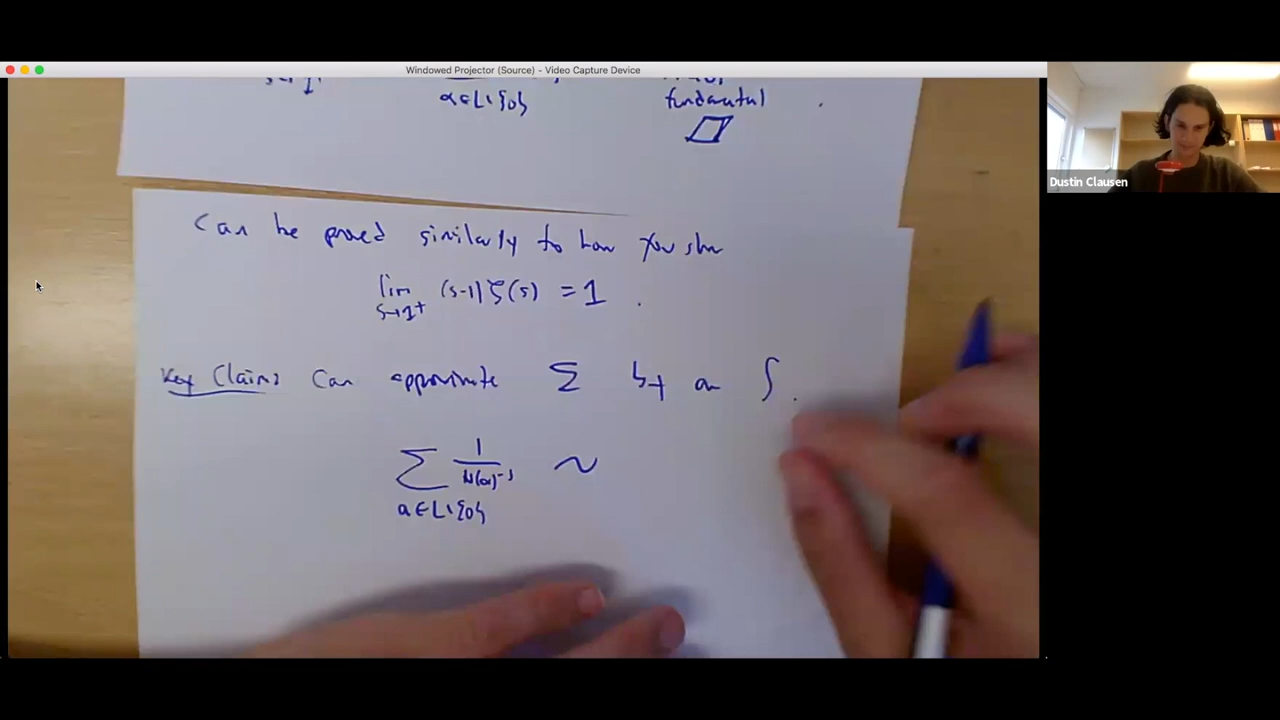 Windowed Projector (Source) - Video Capture Device
α∈L\{0}
fundamental
Dustin Clausen
Can be proved similarly to how you show
lim (s-1)ζ(s) = 1 .
s→1⁺
Key Claim: Can approximate Σ by an ∫.
Σ 1/N(α)^-s ~
α∈L\{0}